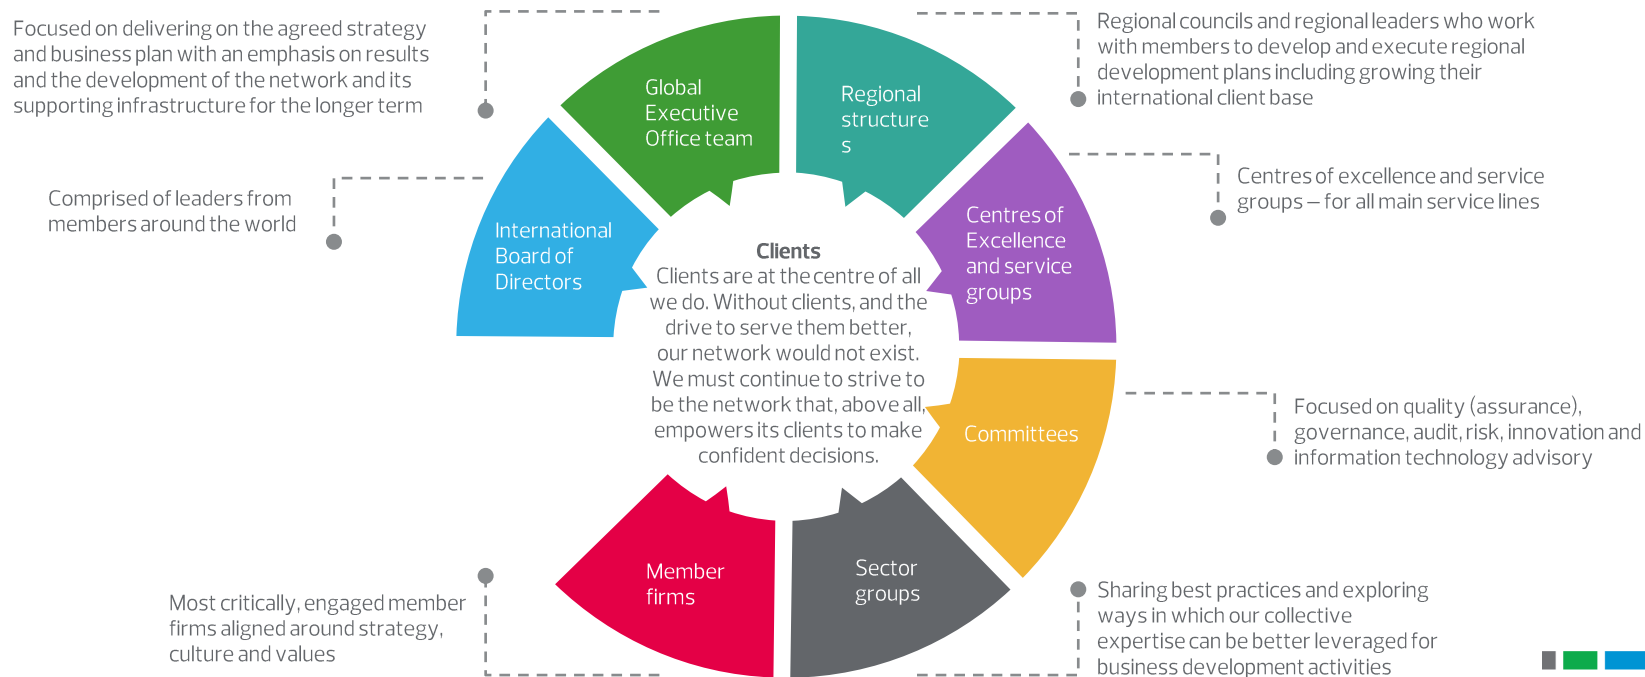 Focused on delivering on the agreed strategy
and business plan with an emphasis on results
and the development of the network and its
supporting infrastructure for the longer term
Global
Executive
Office team
Regional
structure
s
Regional councils and regional leaders who work
with members to develop and execute regional
development plans including growing their
international client base
Comprised of leaders from
members around the world
International
Board of
Directors
Centres of
Excellence
and service
groups
Centres of excellence and service
groups – for all main service lines
Clients
Clients are at the centre of all
we do. Without clients, and the
drive to serve them better,
our network would not exist.
We must continue to strive to
be the network that, above all,
empowers its clients to make
confident decisions.
Committees
Focused on quality (assurance),
governance, audit, risk, innovation and
information technology advisory
Most critically, engaged member
firms aligned around strategy,
culture and values
Member
firms
Sector
groups
Sharing best practices and exploring
ways in which our collective
expertise can be better leveraged for
business development activities